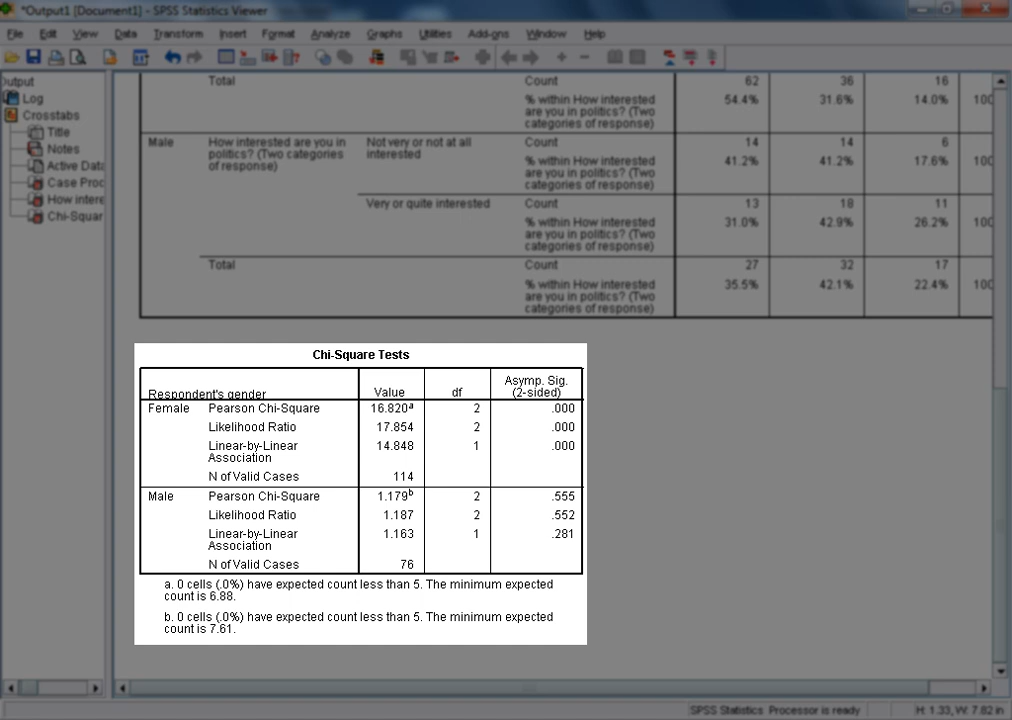 *Output1 [Document1] - SPSS Statistics Viewer
File Edit View Data Transform Insert Format Analyze Graphs Utilities Add-ons Window Help
Output
Log
Crosstabs
Title
Notes
Active Data
Case Proc
How intere
Chi-Squar
Total Count 62 36 16
% within How interested are you in politics? (Two categories of response) 54.4% 31.6% 14.0% 100
Male How interested are you in politics? (Two categories of response) Not very or not at all interested Count 14 14 6
% within How interested are you in politics? (Two categories of response) 41.2% 41.2% 17.6% 100
Very or quite interested Count 13 18 11
% within How interested are you in politics? (Two categories of response) 31.0% 42.9% 26.2% 100
Total Count 27 32 17
% within How interested are you in politics? (Two categories of response) 35.5% 42.1% 22.4% 100
Chi-Square Tests
Respondent's gender Value df Asymp. Sig. (2-sided)
Female Pearson Chi-Square 16.820a 2 .000
Likelihood Ratio 17.854 2 .000
Linear-by-Linear Association 14.848 1 .000
N of Valid Cases 114
Male Pearson Chi-Square 1.179b 2 .555
Likelihood Ratio 1.187 2 .552
Linear-by-Linear Association 1.163 1 .281
N of Valid Cases 76
a. 0 cells (.0%) have expected count less than 5. The minimum expected
count is 6.88.
b. 0 cells (.0%) have expected count less than 5. The minimum expected
count is 7.61.
SPSS Statistics Processor is ready H: 1.33, W: 7.82 in